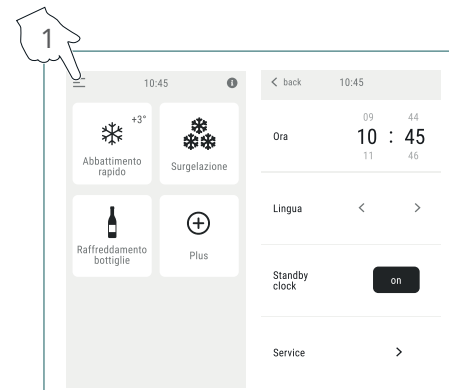 1
10:45
i
+3°
Abbattimento
rapido
Surgelazione
Raffreddamento
bottiglie
Plus
< back 10:45
09 44
Ora 10 : 45
11 46
Lingua < >
Standby
clock
on
Service >